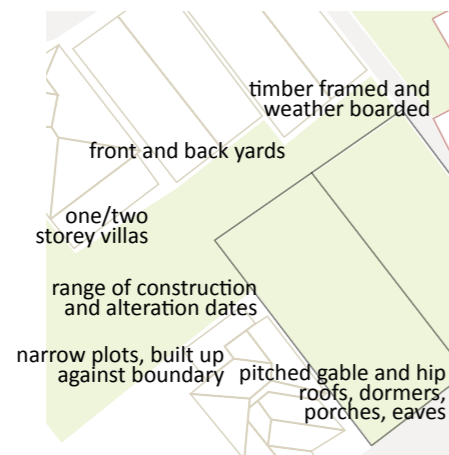 timber framed and
weather boarded
front and back yards
one/two
storey villas
range of construction
and alteration dates
narrow plots, built up
against boundary
pitched gable and hip
roofs, dormers,
porches, eaves